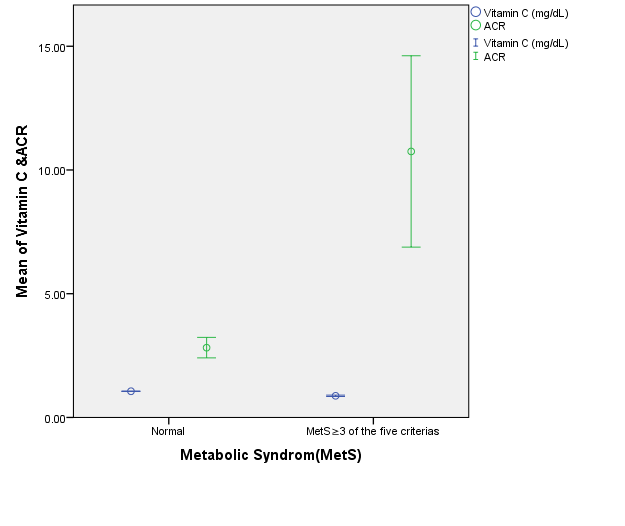 Vitamin C (mg/dL)
ACR
Vitamin C (mg/dL)
ACR
15.00
10.00
5.00
0.00
Mean of Vitamin C &ACR
Normal
MetS≥3 of the five criterias
Metabolic Syndrom(MetS)